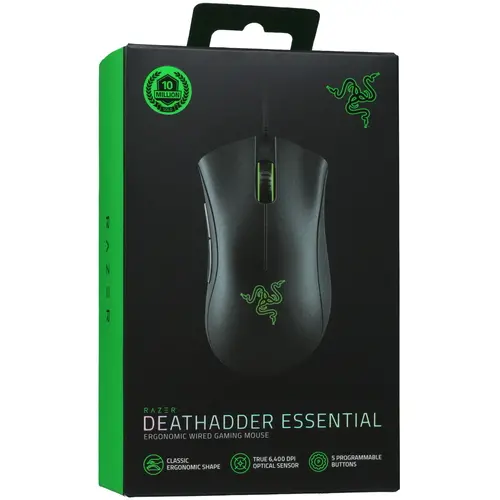 10
MILLION
RAZER
RAZER
DEATHADDER ESSENTIAL
ERGONOMIC WIRED GAMING MOUSE
CLASSIC
ERGONOMIC SHAPE
TRUE 6,400 DPI
OPTICAL SENSOR
5 PROGRAMMABLE
BUTTONS